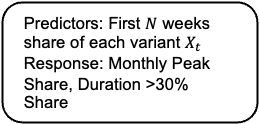 Predictors: First N weeks
share of each variant Xₜ
Response: Monthly Peak
Share, Duration >30%
Share